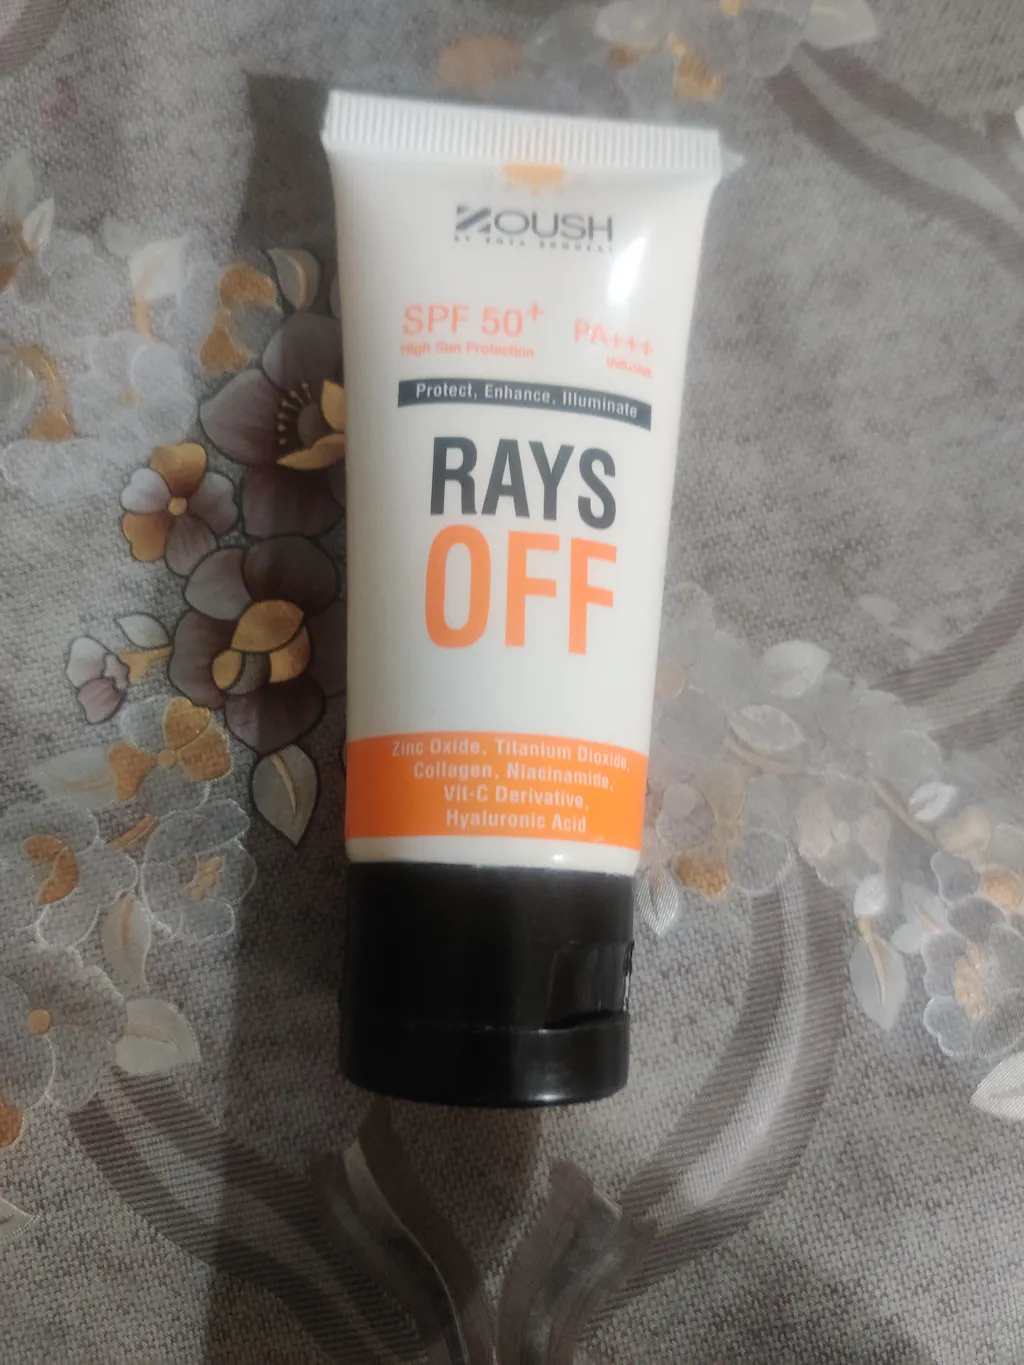 ZOUSH
SPF 50+ PA+++
High Sun Protection
Protect, Enhance, Illuminate
RAYS
OFF
Zinc Oxide, Titanium Dioxide,
Collagen, Niacinamide,
Vit-C Derivative,
Hyaluronic Acid